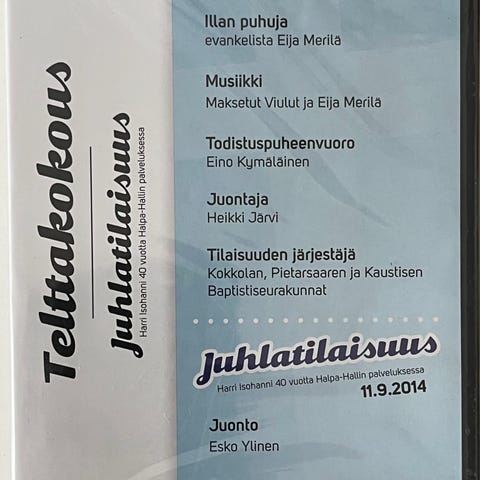 Telttakokous
Juhlatilaisuus
Harri Isohanni 40 vuotta Halpa-Hallin palveluksessa
Illan puhuja
evankelista Eija Merilä
Musiikki
Maksetut Viulut ja Eija Merilä
Todistuspuheenvuoro
Eino Kymäläinen
Juontaja
Heikki Järvi
Tilaisuuden järjestäjä
Kokkolan, Pietarsaaren ja Kaustisen
Baptistiseurakunnat
Juhlatilaisuus
Harri Isohanni 40 vuotta Halpa-Hallin palveluksessa
11.9.2014
Juonto
Esko Ylinen